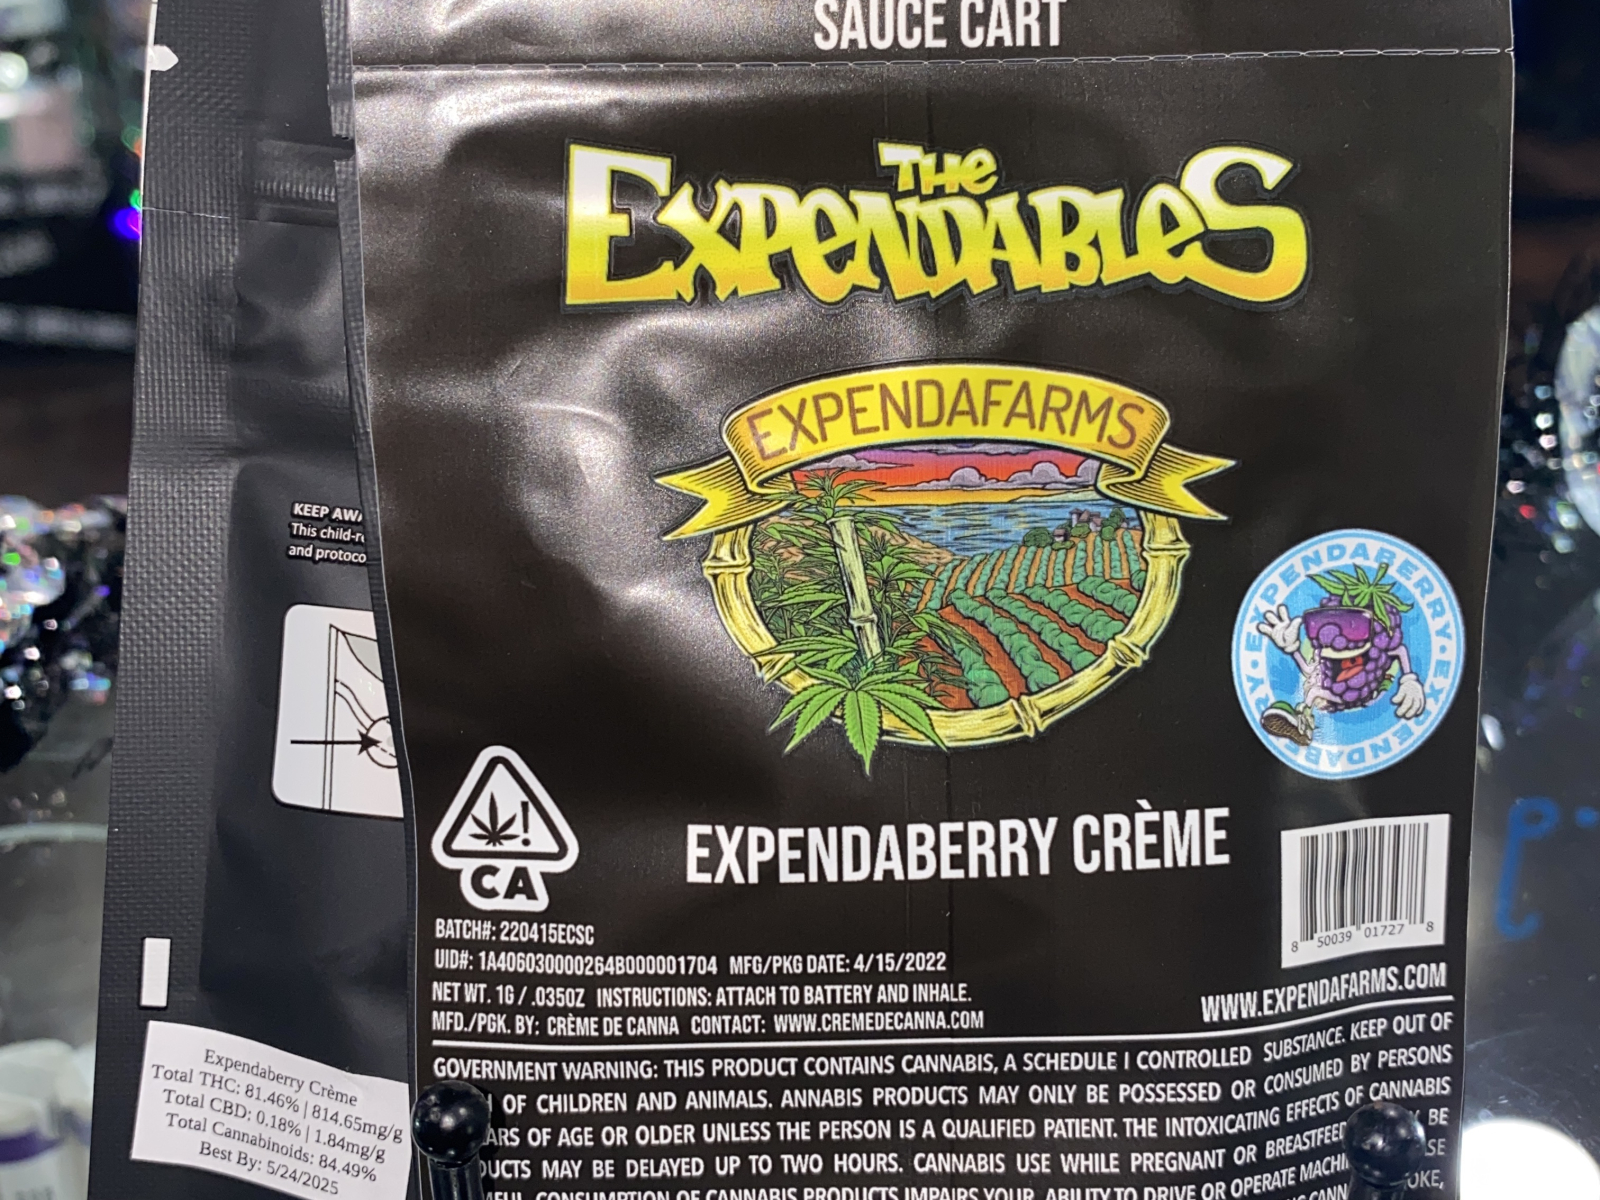 SAUCE CART
THE
EXPENDABLES
EXPENDAFARMS
EXPENDABERRY
KEEP
This
and
CA
EXPENDABERRY CRÈME
8 50039 01727 8
BATCH#: 220415ECSC
UID#: 1A406030000264B000001704 MFG/PKG DATE: 4/15/2022
NET WT. 1G / .035OZ INSTRUCTIONS: ATTACH TO BATTERY AND INHALE.
MFD./PGK. BY: CRÈME DE CANNA CONTACT: WWW.CREMEDECANNA.COM
WWW.EXPENDAFARMS.COM
GOVERNMENT WARNING: THIS PRODUCT CONTAINS CANNABIS, A SCHEDULE I CONTROLLED SUBSTANCE. KEEP OUT OF
OF CHILDREN AND ANIMALS. ANNABIS PRODUCTS MAY ONLY BE POSSESSED OR CONSUMED BY PERSONS
OF AGE OR OLDER UNLESS THE PERSON IS A QUALIFIED PATIENT. THE INTOXICATING EFFECTS OF CANNABIS
MAY BE DELAYED UP TO TWO HOURS. CANNABIS USE WHILE PREGNANT OR BE
CONSUMPTION OF CANNABIS PRODUCTS IMPAIRS YOUR ABILITY TO DRIVE OR OPERATE
Expendaberry Crème
Total THC: 81.46% | 814.65mg/g
Total CBD: 0.18% | 1.84mg/g
Total Cannabinoids: 84.49%
Best By: 5/24/2025